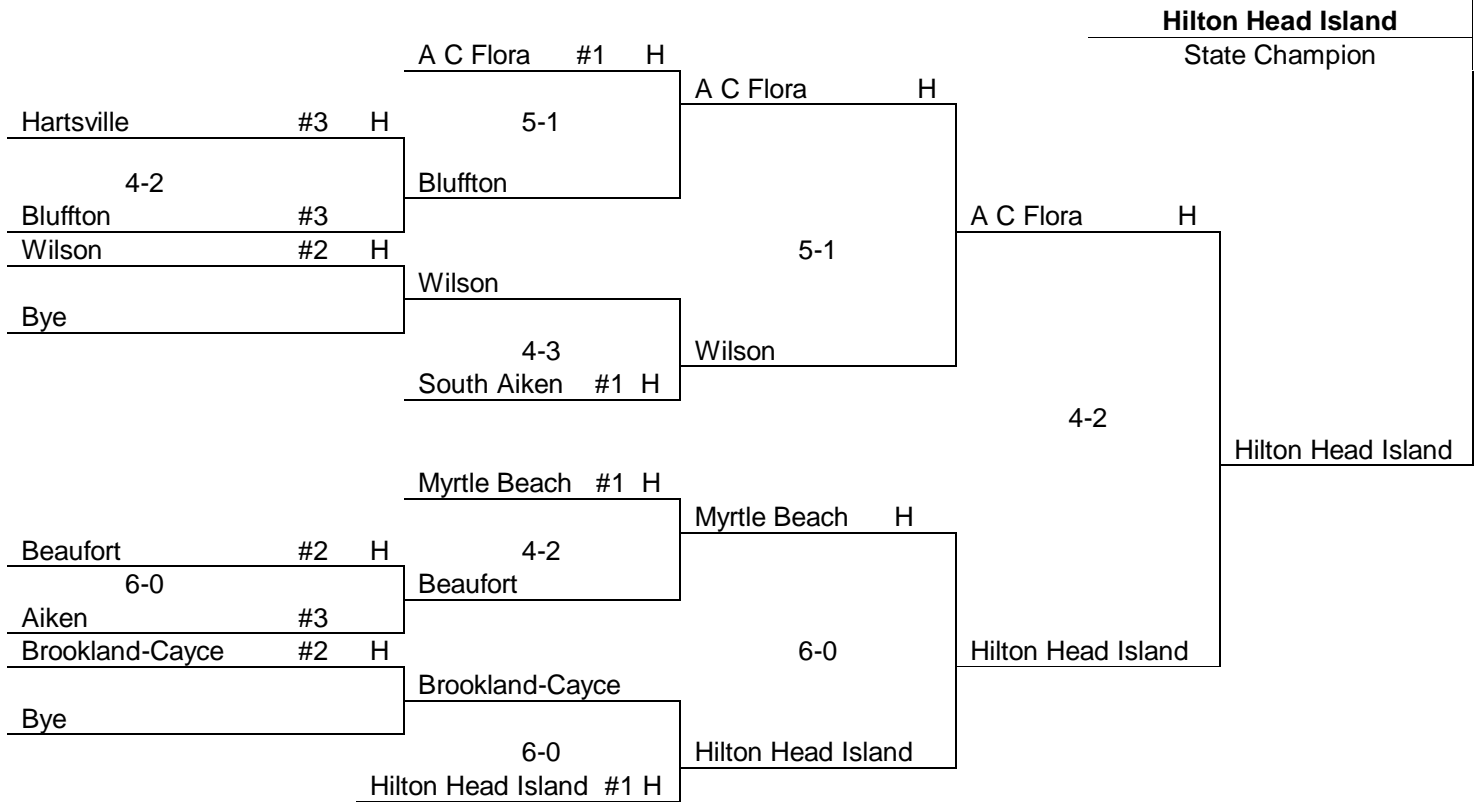 Hilton Head Island
State Champion
A C Flora #1 H
A C Flora H
Hartsville #3 H
5-1
4-2
Bluffton
Bluffton #3
A C Flora H
Wilson #2 H
5-1
Wilson
Bye
4-3
Wilson
South Aiken #1 H
4-2
Hilton Head Island
Myrtle Beach #1 H
Myrtle Beach H
Beaufort #2 H
4-2
6-0
Beaufort
Aiken #3
Brookland-Cayce #2 H
6-0
Hilton Head Island
Brookland-Cayce
Bye
6-0
Hilton Head Island
Hilton Head Island #1 H